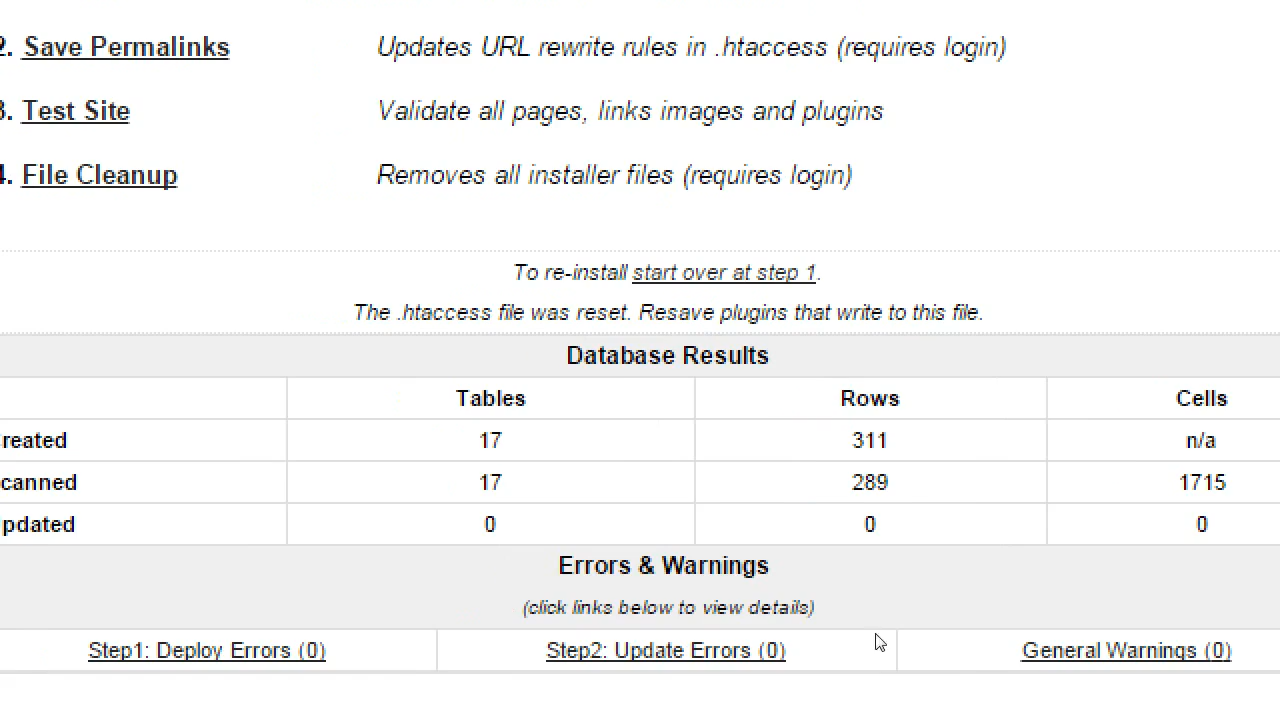 2. Save Permalinks Updates URL rewrite rules in .htaccess (requires login)
3. Test Site Validate all pages, links images and plugins
4. File Cleanup Removes all installer files (requires login)
To re-install start over at step 1.
The .htaccess file was reset. Resave plugins that write to this file.
Database Results
Tables Rows Cells
reated 17 311 n/a
canned 17 289 1715
pdated 0 0 0
Errors & Warnings
(click links below to view details)
Step1: Deploy Errors (0) Step2: Update Errors (0) General Warnings (0)